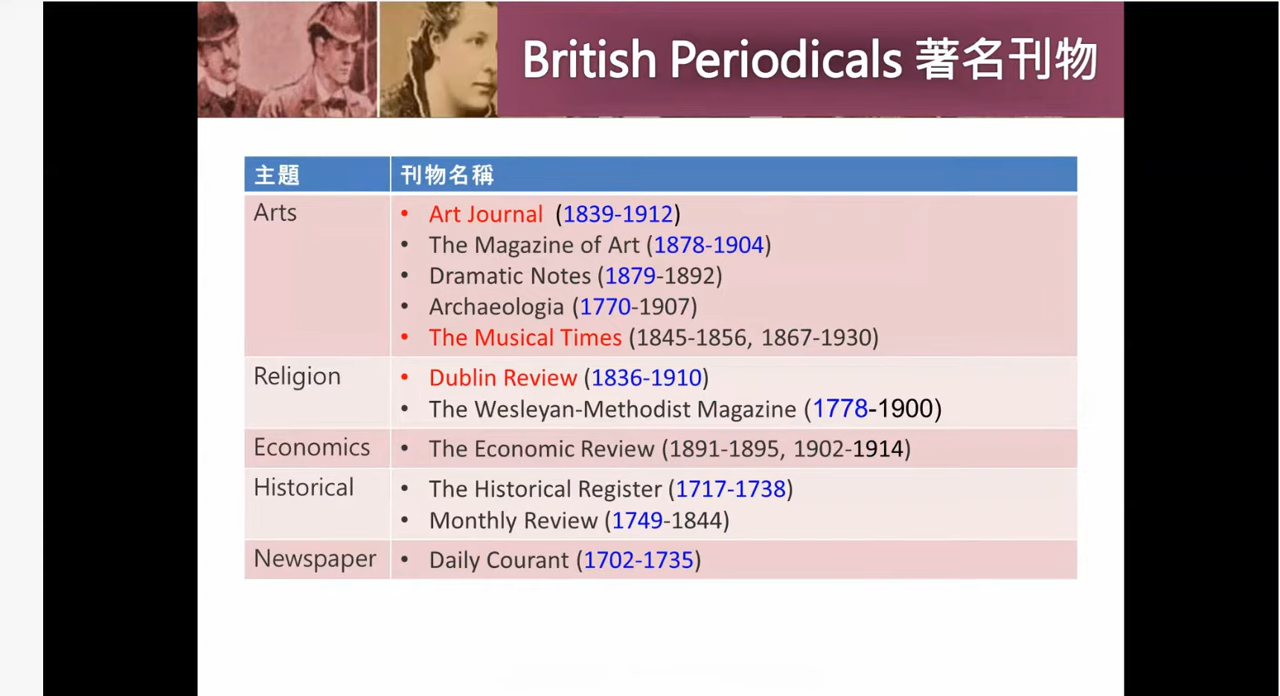 British Periodicals 著名刊物
主題 刊物名稱
Arts
• Art Journal (1839-1912)
• The Magazine of Art (1878-1904)
• Dramatic Notes (1879-1892)
• Archaeologia (1770-1907)
• The Musical Times (1845-1856, 1867-1930)
Religion
• Dublin Review (1836-1910)
• The Wesleyan-Methodist Magazine (1778-1900)
Economics
• The Economic Review (1891-1895, 1902-1914)
Historical
• The Historical Register (1717-1738)
• Monthly Review (1749-1844)
Newspaper
• Daily Courant (1702-1735)